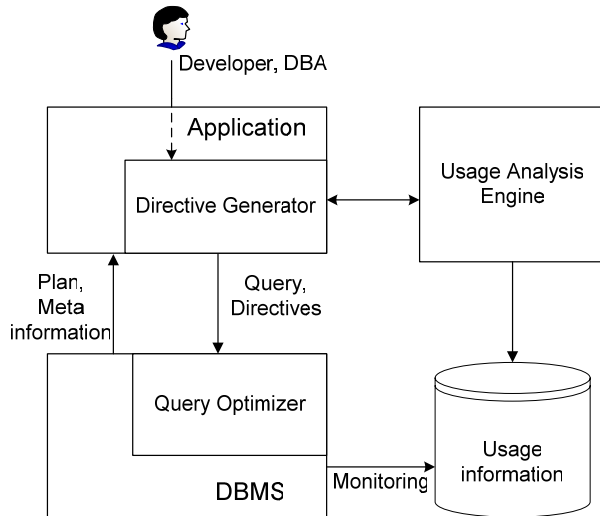 Developer, DBA
Application
Directive Generator
Usage Analysis
Engine
Plan,
Meta
information
Query,
Directives
Query Optimizer
DBMS
Monitoring
Usage
information